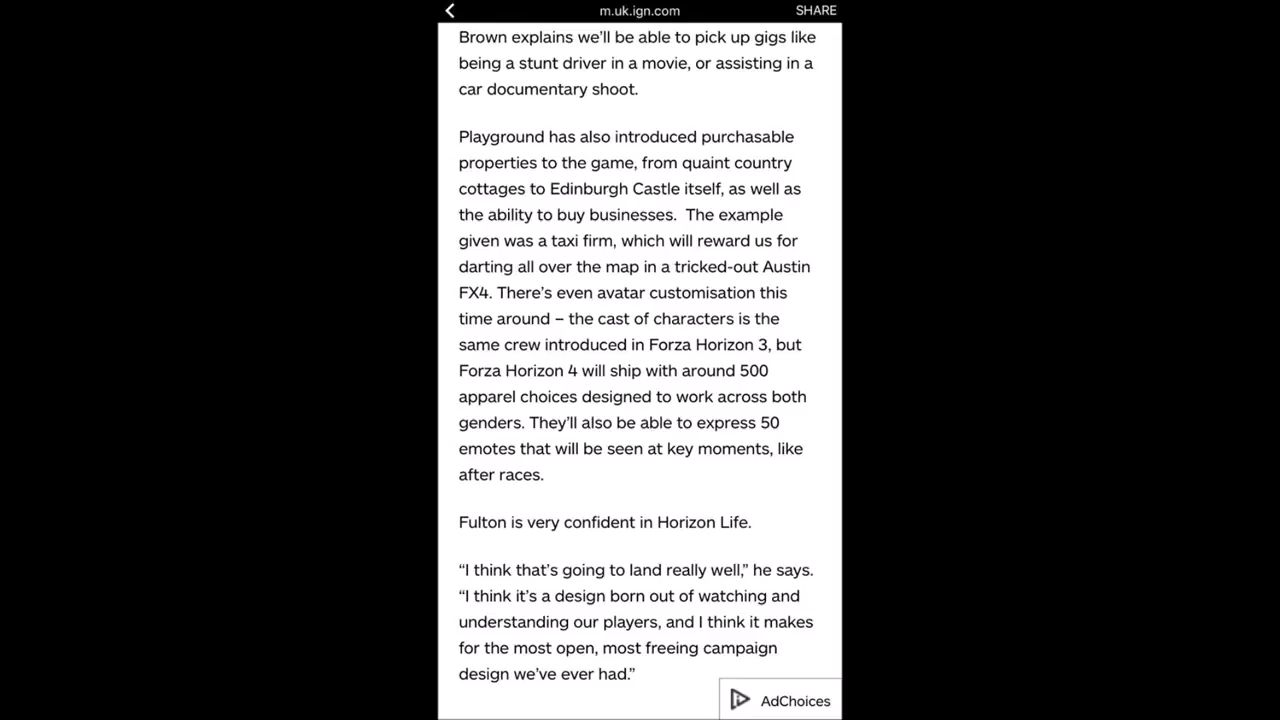 m.uk.ign.com SHARE
Brown explains we’ll be able to pick up gigs like
being a stunt driver in a movie, or assisting in a
car documentary shoot.
Playground has also introduced purchasable
properties to the game, from quaint country
cottages to Edinburgh Castle itself, as well as
the ability to buy businesses.  The example
given was a taxi firm, which will reward us for
darting all over the map in a tricked-out Austin
FX4. There’s even avatar customisation this
time around – the cast of characters is the
same crew introduced in Forza Horizon 3, but
Forza Horizon 4 will ship with around 500
apparel choices designed to work across both
genders. They’ll also be able to express 50
emotes that will be seen at key moments, like
after races.
Fulton is very confident in Horizon Life.
“I think that’s going to land really well,” he says.
“I think it’s a design born out of watching and
understanding our players, and I think it makes
for the most open, most freeing campaign
design we’ve ever had.”
AdChoices